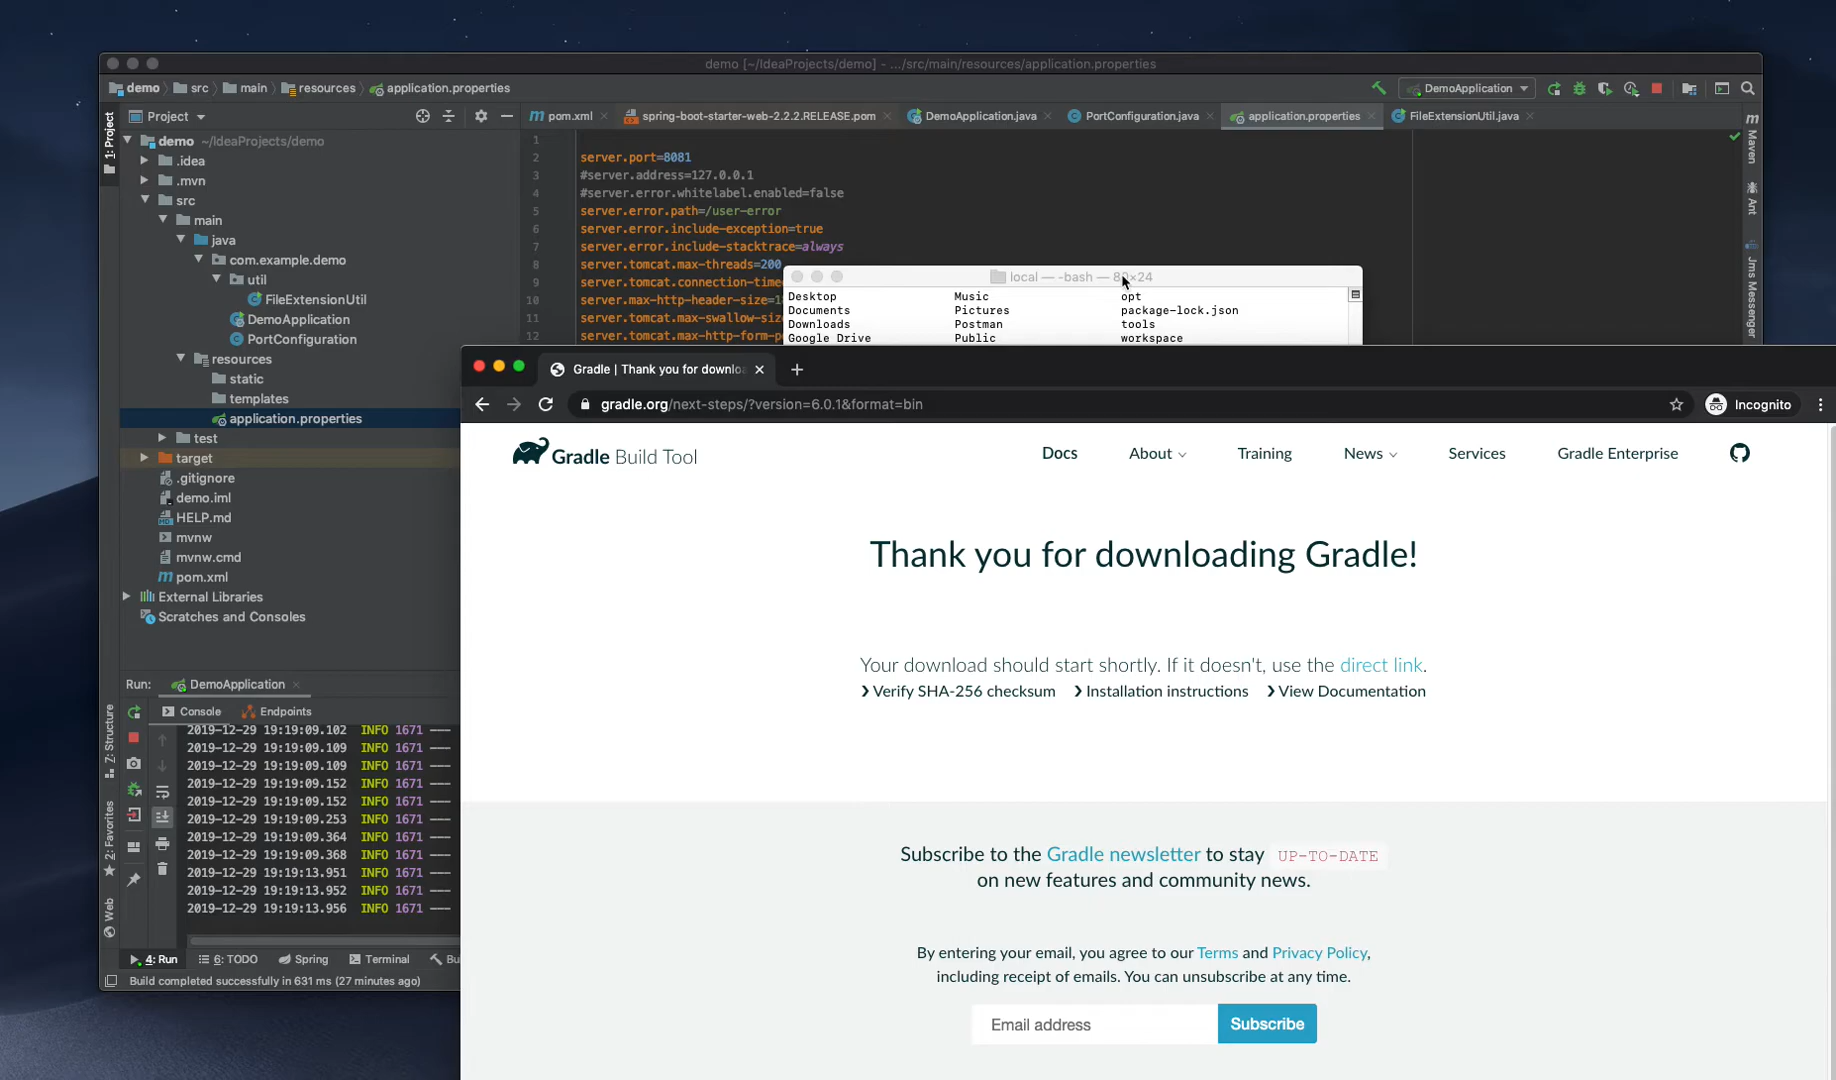 demo [~/IdeaProjects/demo] - .../src/main/resources/application.properties
demo src main resources application.properties
DemoApplication
1: Project
Project
pom.xml
spring-boot-starter-web-2.2.2.RELEASE.pom
DemoApplication.java
PortConfiguration.java
application.properties
FileExtensionUtil.java
demo ~/IdeaProjects/demo
.idea
.mvn
src
main
java
com.example.demo
util
FileExtensionUtil
DemoApplication
PortConfiguration
resources
static
templates
application.properties
test
target
.gitignore
demo.iml
HELP.md
mvnw
mvnw.cmd
pom.xml
External Libraries
Scratches and Consoles
1
2 server.port=8081
3 #server.address=127.0.0.1
4 #server.error.whitelabel.enabled=false
5 server.error.path=/user-error
6 server.error.include-exception=true
7 server.error.include-stacktrace=always
8 server.tomcat.max-threads=200
9 server.tomcat.connection-time
10 server.max-http-header-size=1
11 server.tomcat.max-swallow-siz
12 server.tomcat.max-http-form-p
Maven
Ant
Jms Messenger
local — -bash — 80×24
Desktop Music opt
Documents Pictures package-lock.json
Downloads Postman tools
Google Drive Public workspace
Gradle | Thank you for downloa
gradle.org/next-steps/?version=6.0.1&format=bin
Incognito
Gradle Build Tool
Docs About Training News Services Gradle Enterprise
Thank you for downloading Gradle!
Your download should start shortly. If it doesn't, use the direct link.
Verify SHA-256 checksum Installation instructions View Documentation
Subscribe to the Gradle newsletter to stay UP-TO-DATE
on new features and community news.
By entering your email, you agree to our Terms and Privacy Policy,
including receipt of emails. You can unsubscribe at any time.
Email address Subscribe
Run: DemoApplication
Console Endpoints
2019-12-29 19:19:09.102 INFO 1671 ---
2019-12-29 19:19:09.109 INFO 1671 ---
2019-12-29 19:19:09.109 INFO 1671 ---
2019-12-29 19:19:09.152 INFO 1671 ---
2019-12-29 19:19:09.152 INFO 1671 ---
2019-12-29 19:19:09.253 INFO 1671 ---
2019-12-29 19:19:09.364 INFO 1671 ---
2019-12-29 19:19:09.368 INFO 1671 ---
2019-12-29 19:19:13.951 INFO 1671 ---
2019-12-29 19:19:13.952 INFO 1671 ---
2019-12-29 19:19:13.956 INFO 1671 ---
Z: Structure
2: Favorites
Web
4: Run 6: TODO Spring Terminal Bu
Build completed successfully in 631 ms (27 minutes ago)